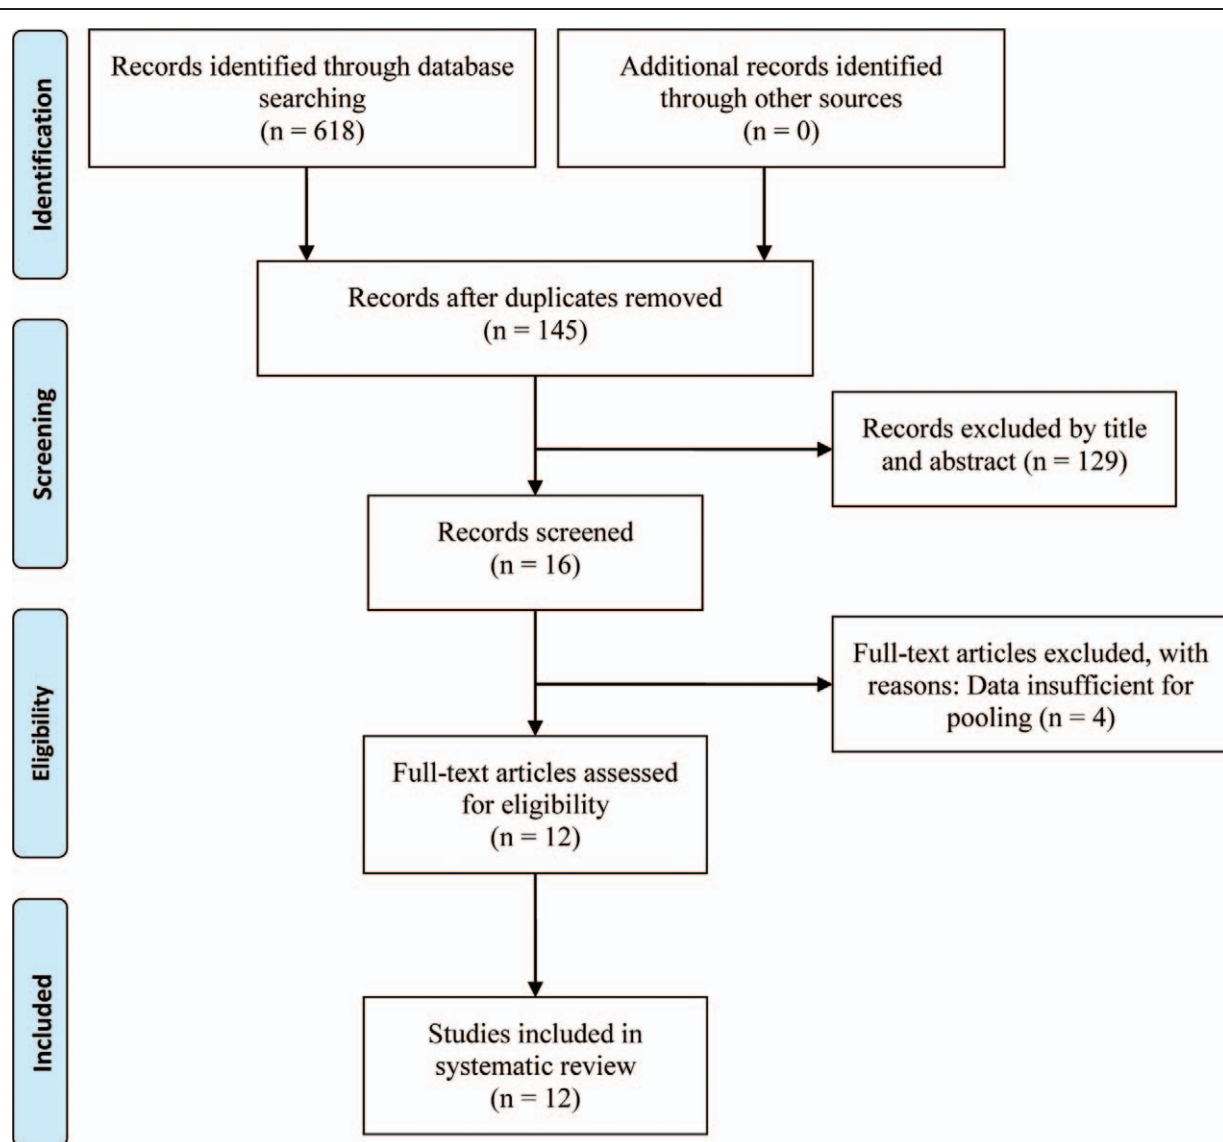 Identification
Records identified through database
searching
(n = 618)
Additional records identified
through other sources
(n = 0)
Records after duplicates removed
(n = 145)
Screening
Records excluded by title
and abstract (n = 129)
Records screened
(n = 16)
Eligibility
Full-text articles excluded, with
reasons: Data insufficient for
pooling (n = 4)
Full-text articles assessed
for eligibility
(n = 12)
Included
Studies included in
systematic review
(n = 12)